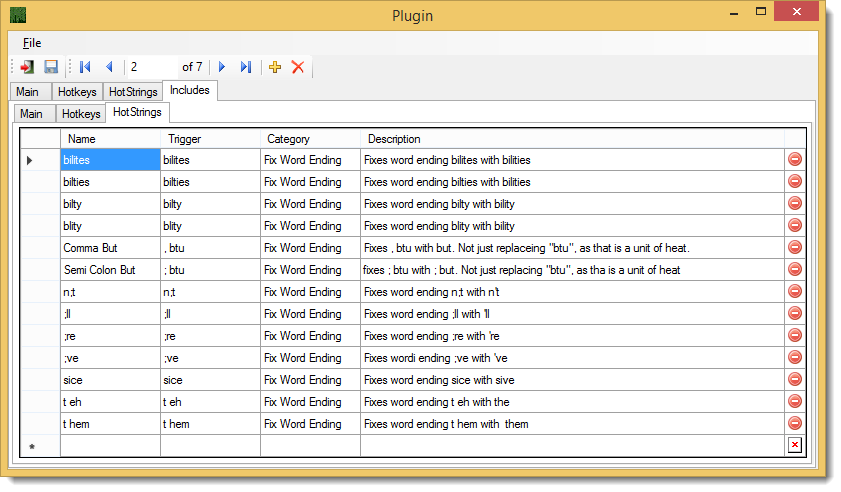 Plugin
File
2 of 7
Main Hotkeys HotStrings Includes
Main Hotkeys HotStrings
Name Trigger Category Description
bilites bilites Fix Word Ending Fixes word ending bilites with bilities
bilties bilties Fix Word Ending Fixes word ending bilties with bilities
bilty bilty Fix Word Ending Fixes word ending bilty with bility
blity blity Fix Word Ending Fixes word ending blity with bility
Comma But , btu Fix Word Ending Fixes , btu with but. Not just replaceing "btu", as that is a unit of heat.
Semi Colon But ; btu Fix Word Ending fixes ; btu with ; but. Not just replacing "btu", as tha is a unit of heat
n;t n;t Fix Word Ending Fixes word ending n;t with n't
;ll ;ll Fix Word Ending Fixes word ending ;ll with 'll
;re ;re Fix Word Ending Fixes word ending ;re with 're
;ve ;ve Fix Word Ending Fixes wordi ending ;ve with 've
sice sice Fix Word Ending Fixes word ending sice with sive
t eh t eh Fix Word Ending Fixes word ending t eh with the
t hem t hem Fix Word Ending Fixes word ending t hem with  them